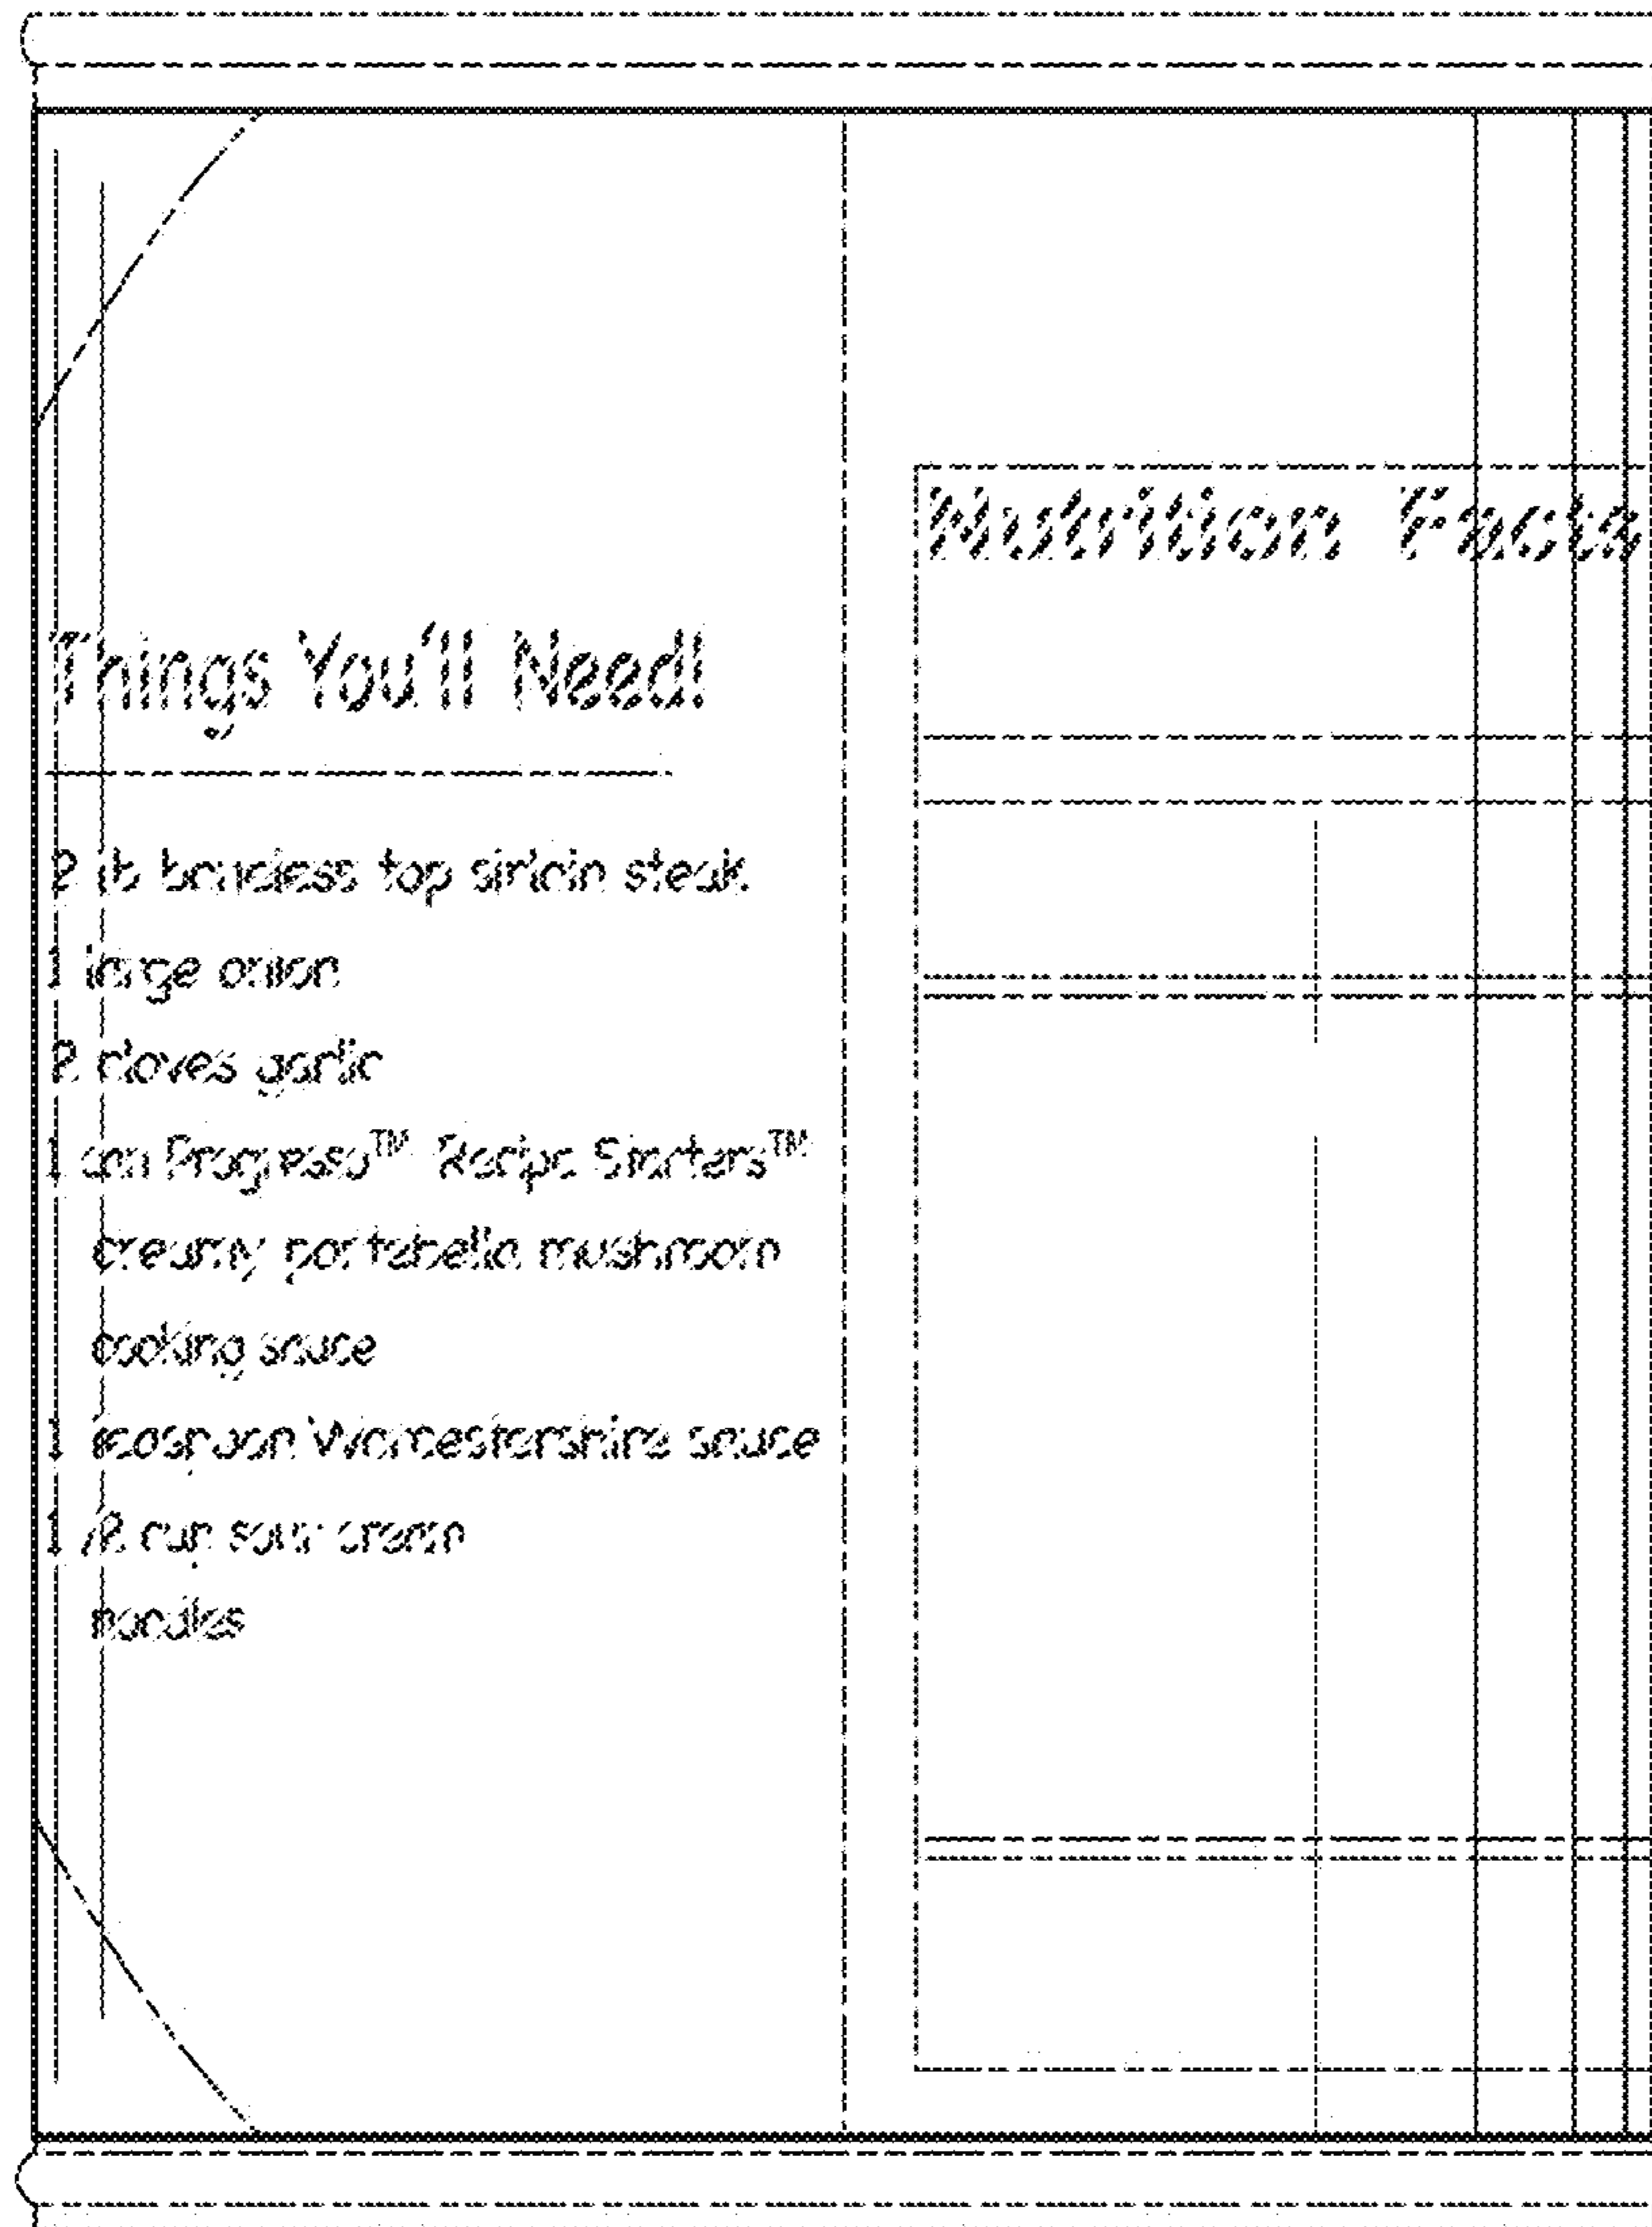 Things You'll Need!
2 lb boneless top sirloin steak
1 large onion
2 cloves garlic
1 can Progresso™ Recipe Starters™
creamy portabella mushroom
cooking sauce
1 teaspoon Worcestershire sauce
1/2 cup sour cream
noodles
Nutrition Facts